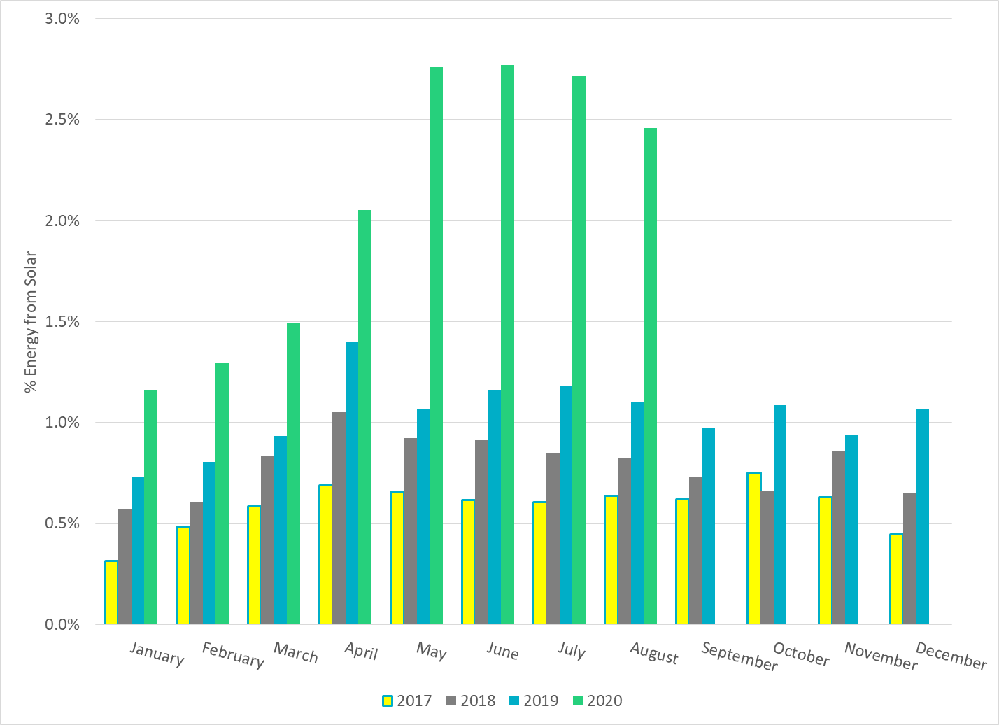 3.0%
2.5%
2.0%
1.5%
1.0%
0.5%
0.0%
% Energy from Solar
January February March April May June July August September October November December
2017 2018 2019 2020